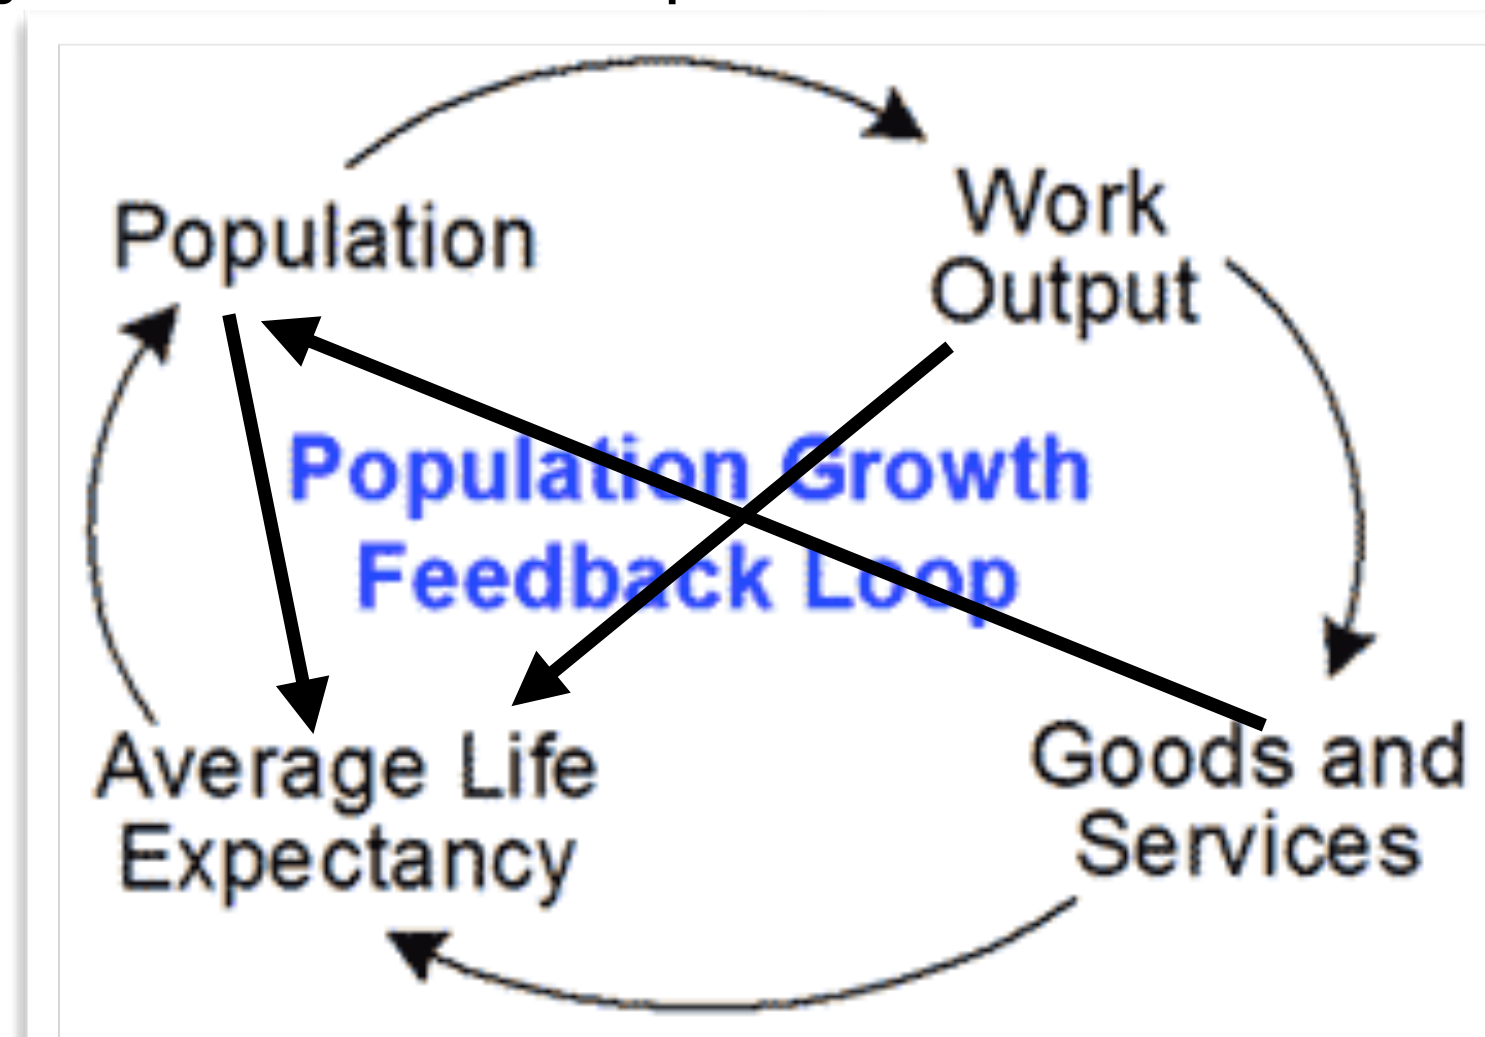 Population
Work
Output
Population Growth
Feedback Loop
Average Life
Expectancy
Goods and
Services